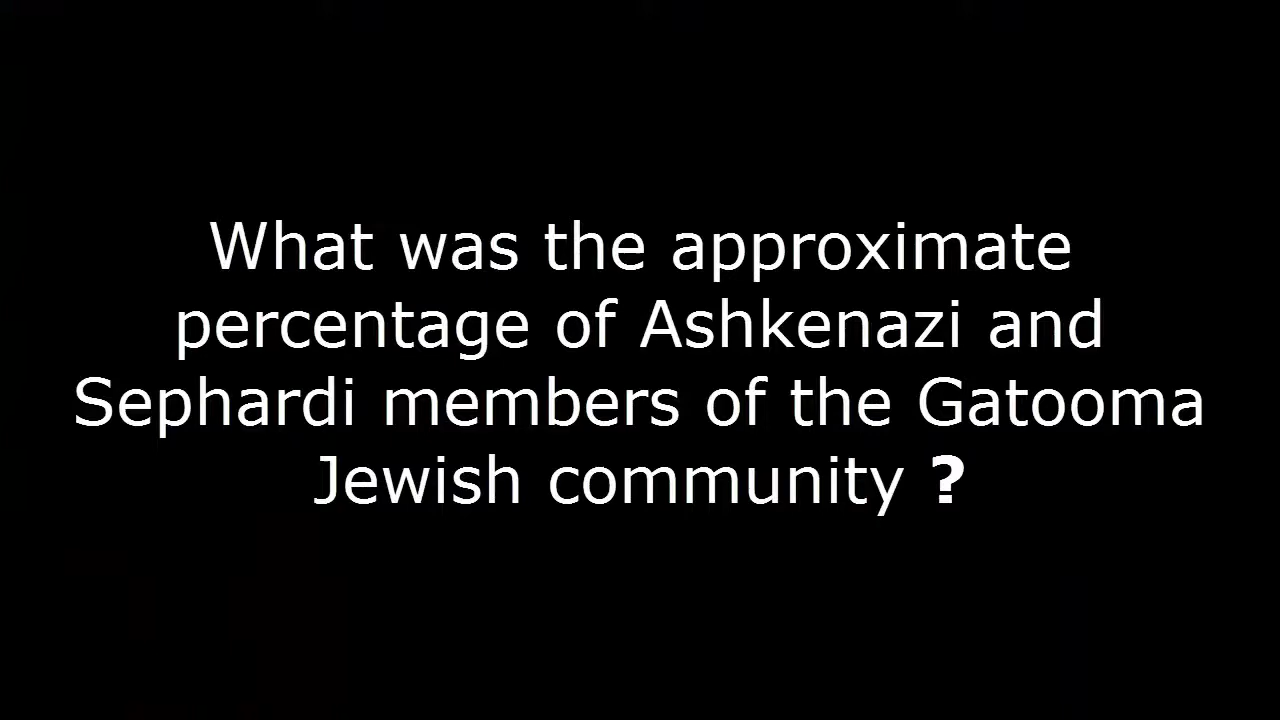 What was the approximate
percentage of Ashkenazi and
Sephardi members of the Gatooma
Jewish community ?